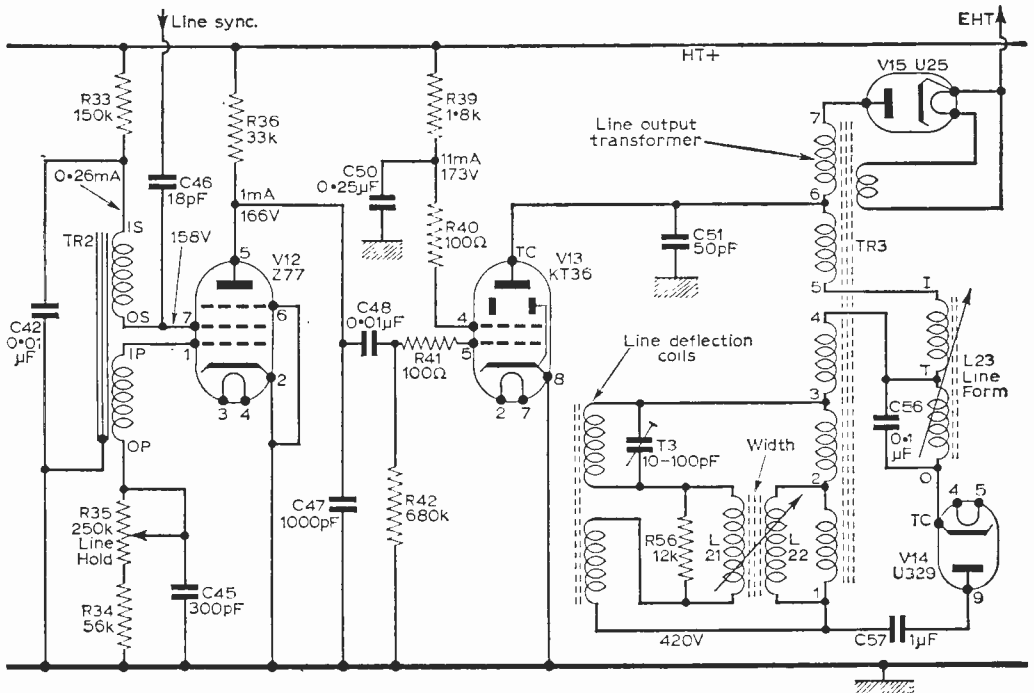 Line sync.
EHT
HT+
V15 U25
R33
150k
R36
33k
R39
1·8k
Line output
transformer
7
0·26mA
C46
18pF
C50
0·25μF
11mA
173V
6
1mA
166V
R40
100Ω
C51
50pF
TR3
IS
TR2
158V
5
V12
Z77
TC
V13
KT36
5
I
OS
7
6
C48
0·01μF
4
4
C42
0·01
μF
IP
1
R41
100Ω
5
Line deflection
coils
T
L23
Line
Form
2
8
3
3 4
2 7
C56
0·1
μF
OP
T3
10-100pF
Width
2
O
4 5
R35
250k
Line
Hold
C47
1000pF
R42
680k
TC
R56
12k
L
21
L
22
V14
U329
C45
300pF
R34
56k
1
9
420V
C57
1μF